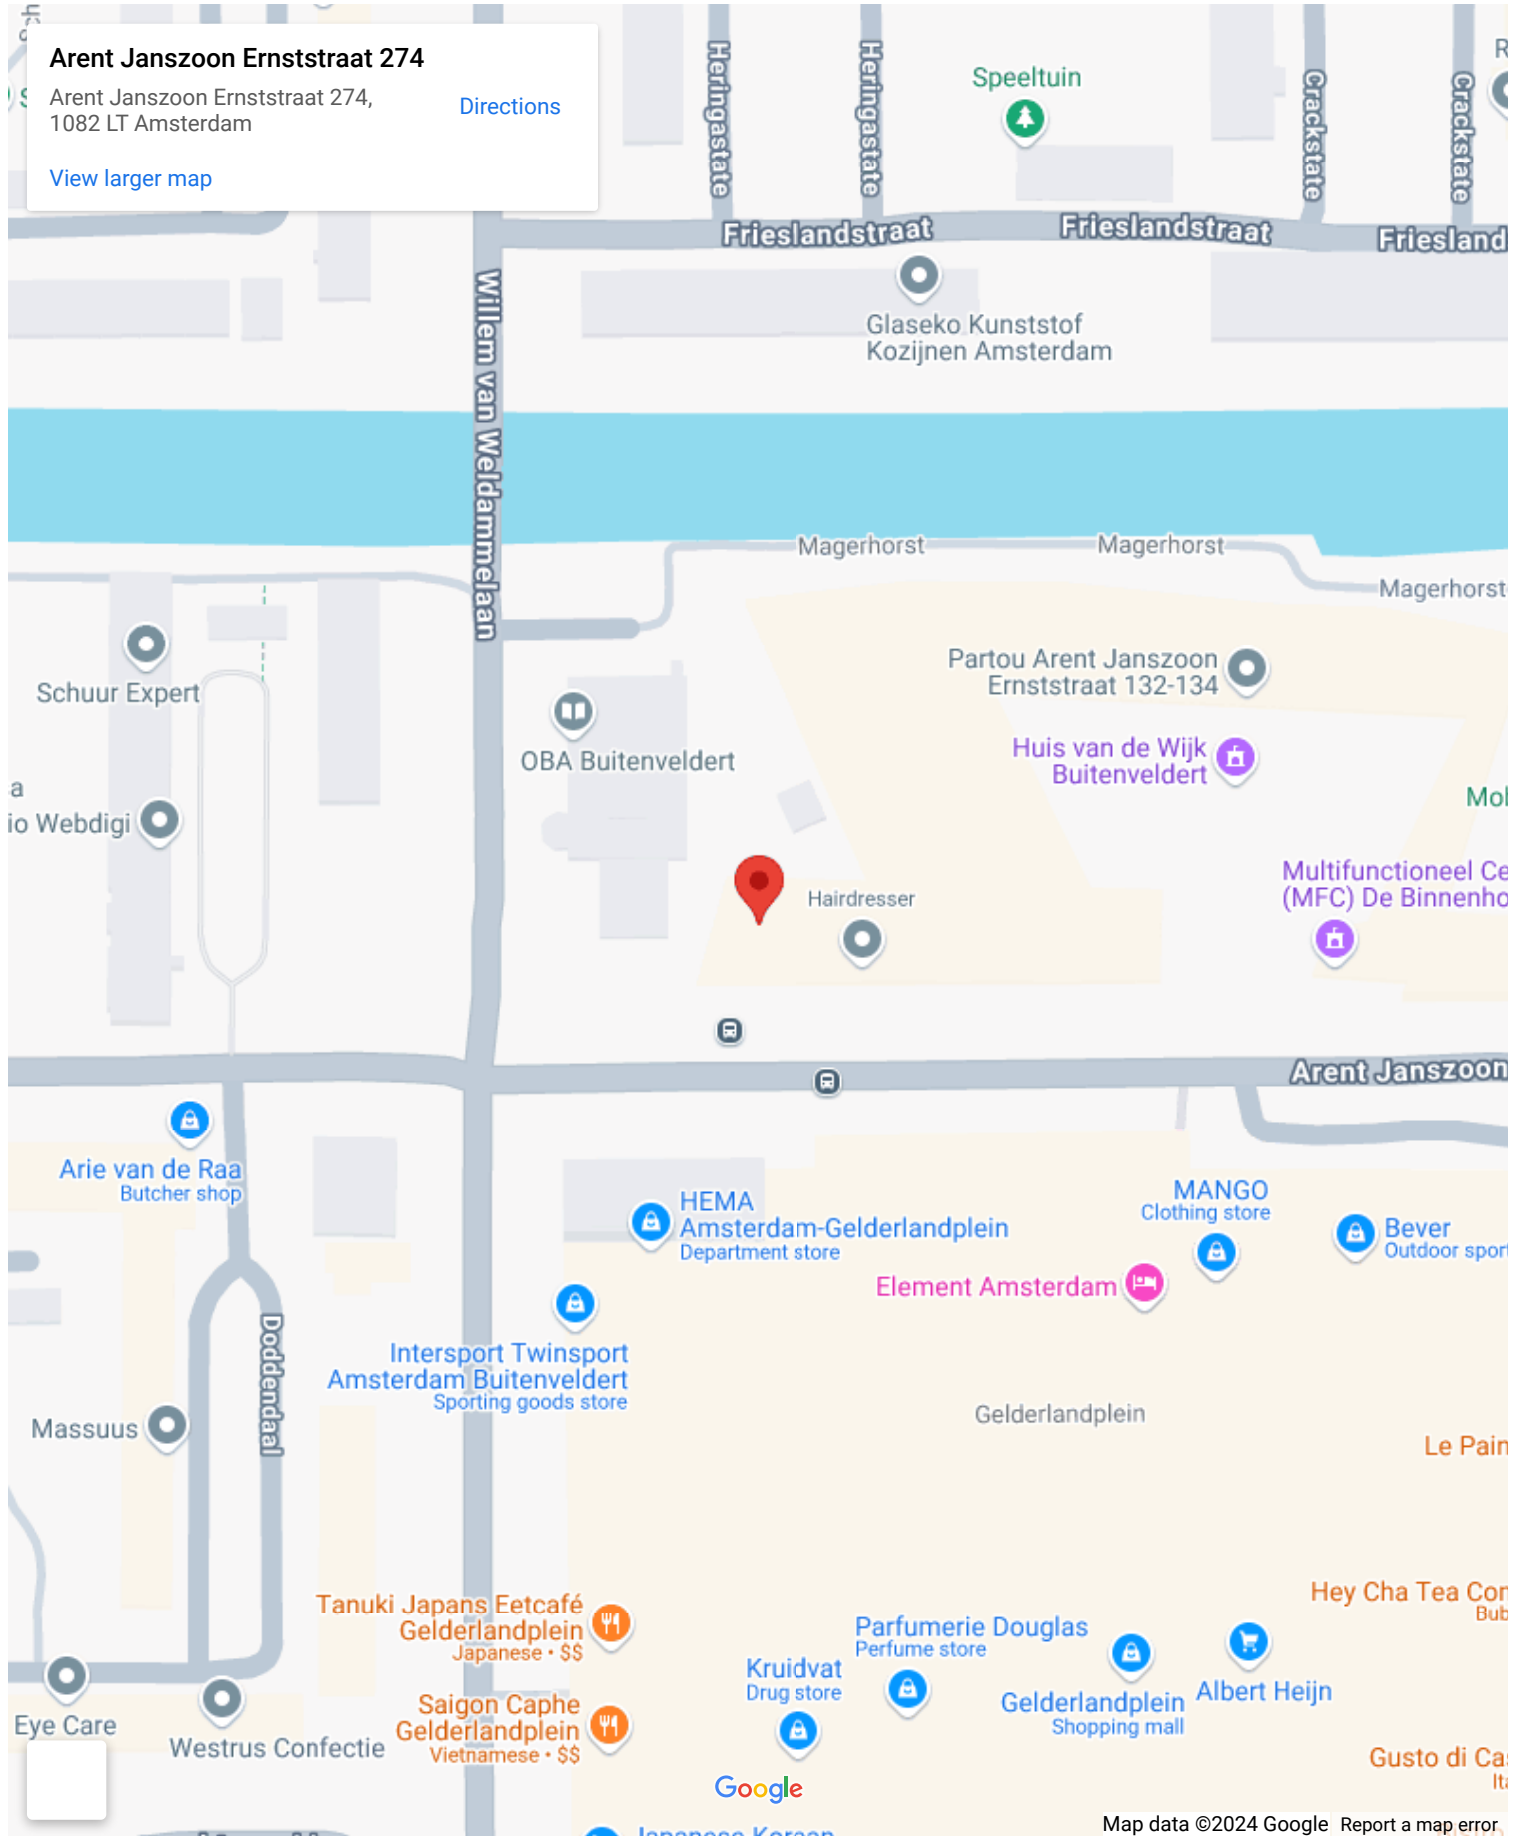 Arent Janszoon Ernststraat 274
Arent Janszoon Ernststraat 274,
1082 LT Amsterdam
Directions
View larger map
Heringastate
Heringastate
Speeltuin
Crackstate
Crackstate
Frieslandstraat
Frieslandstraat
Friesland
Glaseko Kunststof
Kozijnen Amsterdam
Willem van Weldammelaan
Magerhorst
Magerhorst
Magerhorst
Schuur Expert
Partou Arent Janszoon
Ernststraat 132-134
OBA Buitenveldert
Huis van de Wijk
Buitenveldert
a
io Webdigi
Mol
Multifunctioneel Ce
(MFC) De Binnenho
Hairdresser
Arent Janszoon
Arie van de Raa
Butcher shop
HEMA
Amsterdam-Gelderlandplein
Department store
MANGO
Clothing store
Bever
Outdoor sport
Element Amsterdam
Intersport Twinsport
Amsterdam Buitenveldert
Sporting goods store
Doddendaal
Massuus
Gelderlandplein
Le Pain
Tanuki Japans Eetcafé
Gelderlandplein
Japanese • $$
Hey Cha Tea Cor
Bub
Parfumerie Douglas
Perfume store
Kruidvat
Drug store
Gelderlandplein
Shopping mall
Albert Heijn
Saigon Caphe
Gelderlandplein
Vietnamese • $$
Eye Care
Westrus Confectie
Gusto di Ca
Ita
Google
Map data ©2024 Google
Report a map error